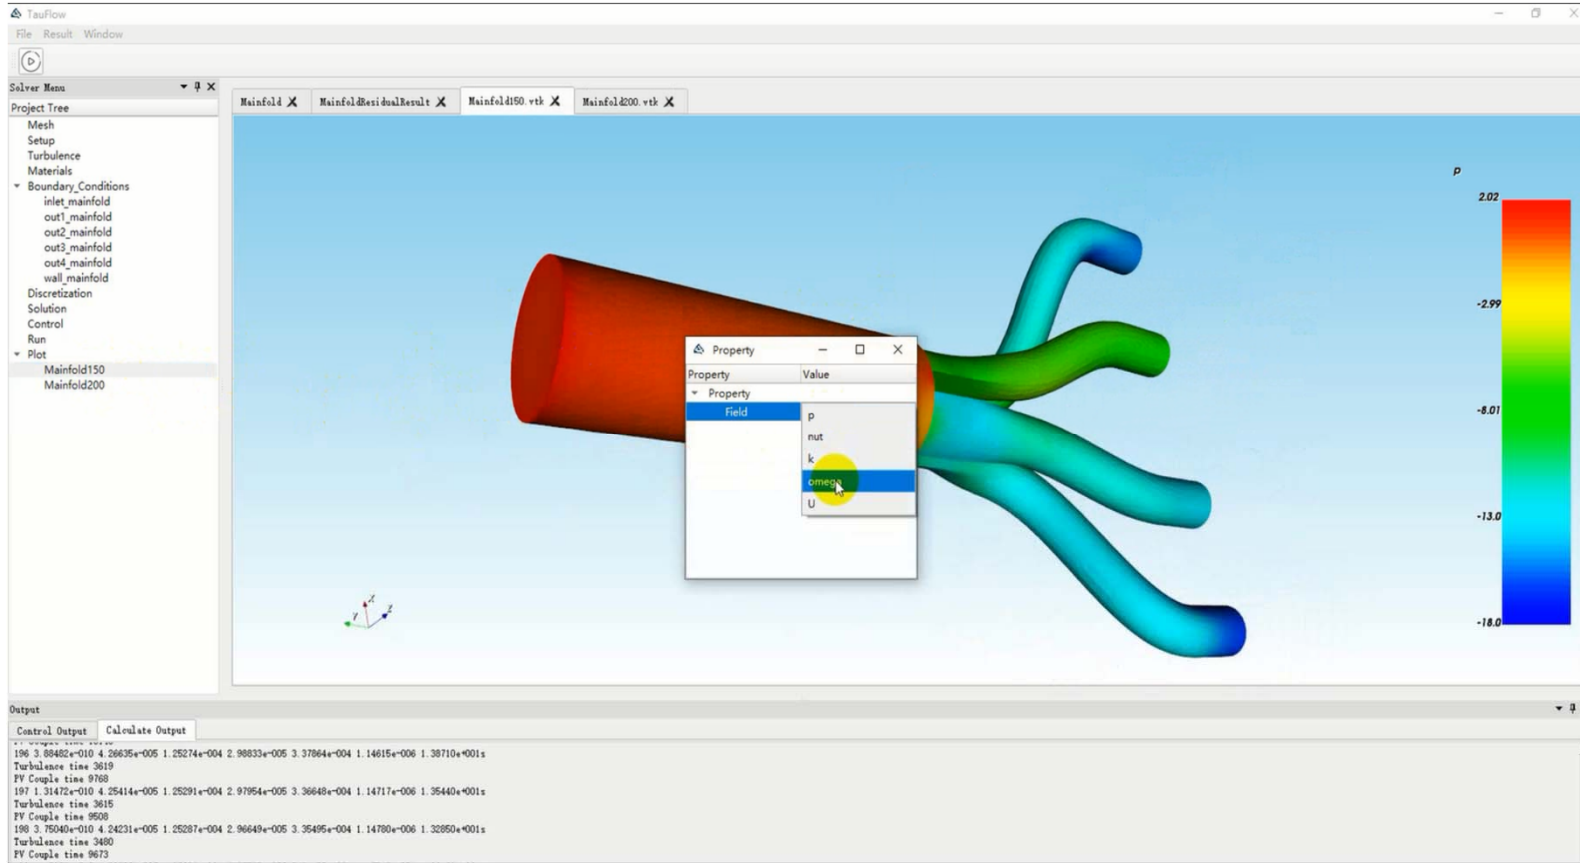 TauFlow
File Result Window
Solver Menu
Project Tree
Mesh
Setup
Turbulence
Materials
Boundary_Conditions
inlet_mainfold
out1_mainfold
out2_mainfold
out3_mainfold
out4_mainfold
wall_mainfold
Discretization
Solution
Control
Run
Plot
Mainfold150
Mainfold200
Mainfold MainfoldResidualResult Mainfold150.vtk Mainfold200.vtk
p
2.02
-2.99
-8.01
-13.0
-18.0
Property
Property Value
Property
Field
p
nut
k
omega
U
X
Y
Z
Output
Control Output Calculate Output
196 3.88482e-010 4.26635e-005 1.25274e-004 2.98833e-005 3.37864e-004 1.14615e-006 1.38710e+001s
Turbulence time 3619
PV Couple time 9768
197 1.31472e-010 4.25414e-005 1.25291e-004 2.97954e-005 3.36648e-004 1.14717e-006 1.35440e+001s
Turbulence time 3615
PV Couple time 9508
198 3.75040e-010 4.24231e-005 1.25287e-004 2.96649e-005 3.35495e-004 1.14780e-006 1.32850e+001s
Turbulence time 3480
PV Couple time 9673